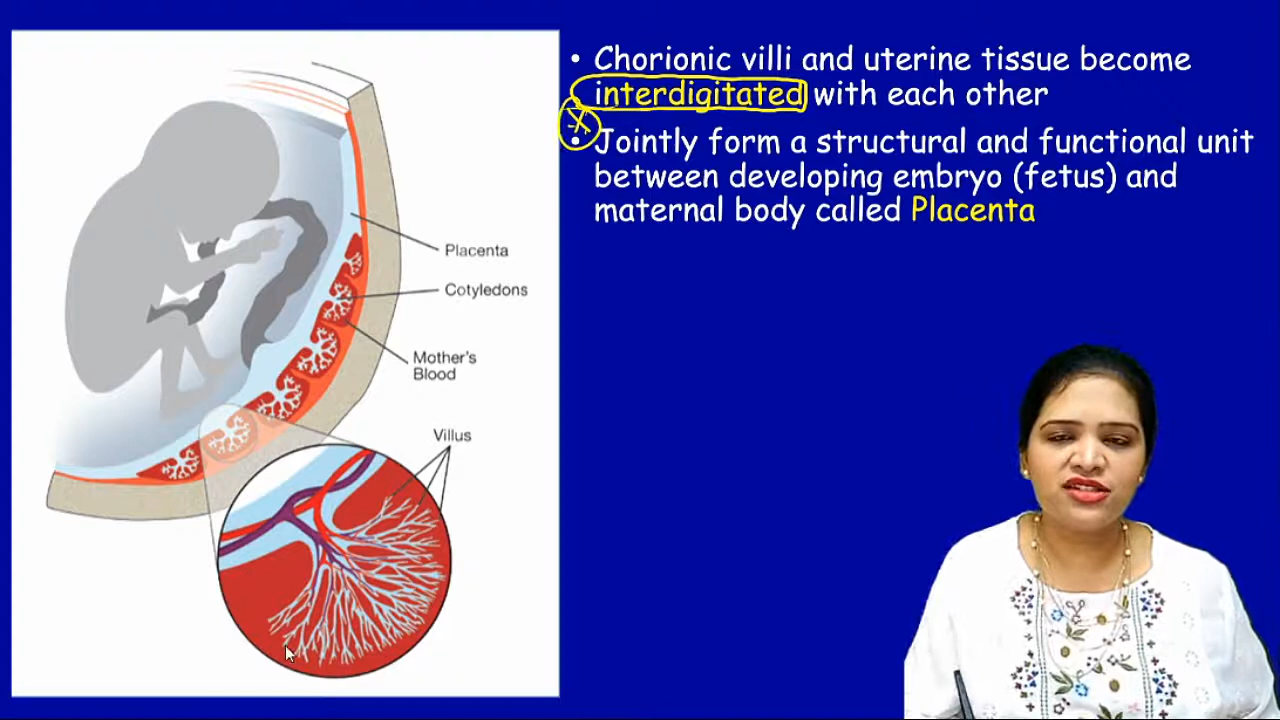 • Chorionic villi and uterine tissue become
interdigitated with each other
• Jointly form a structural and functional unit
between developing embryo (fetus) and
maternal body called Placenta
Placenta
Cotyledons
Mother's
Blood
Villus